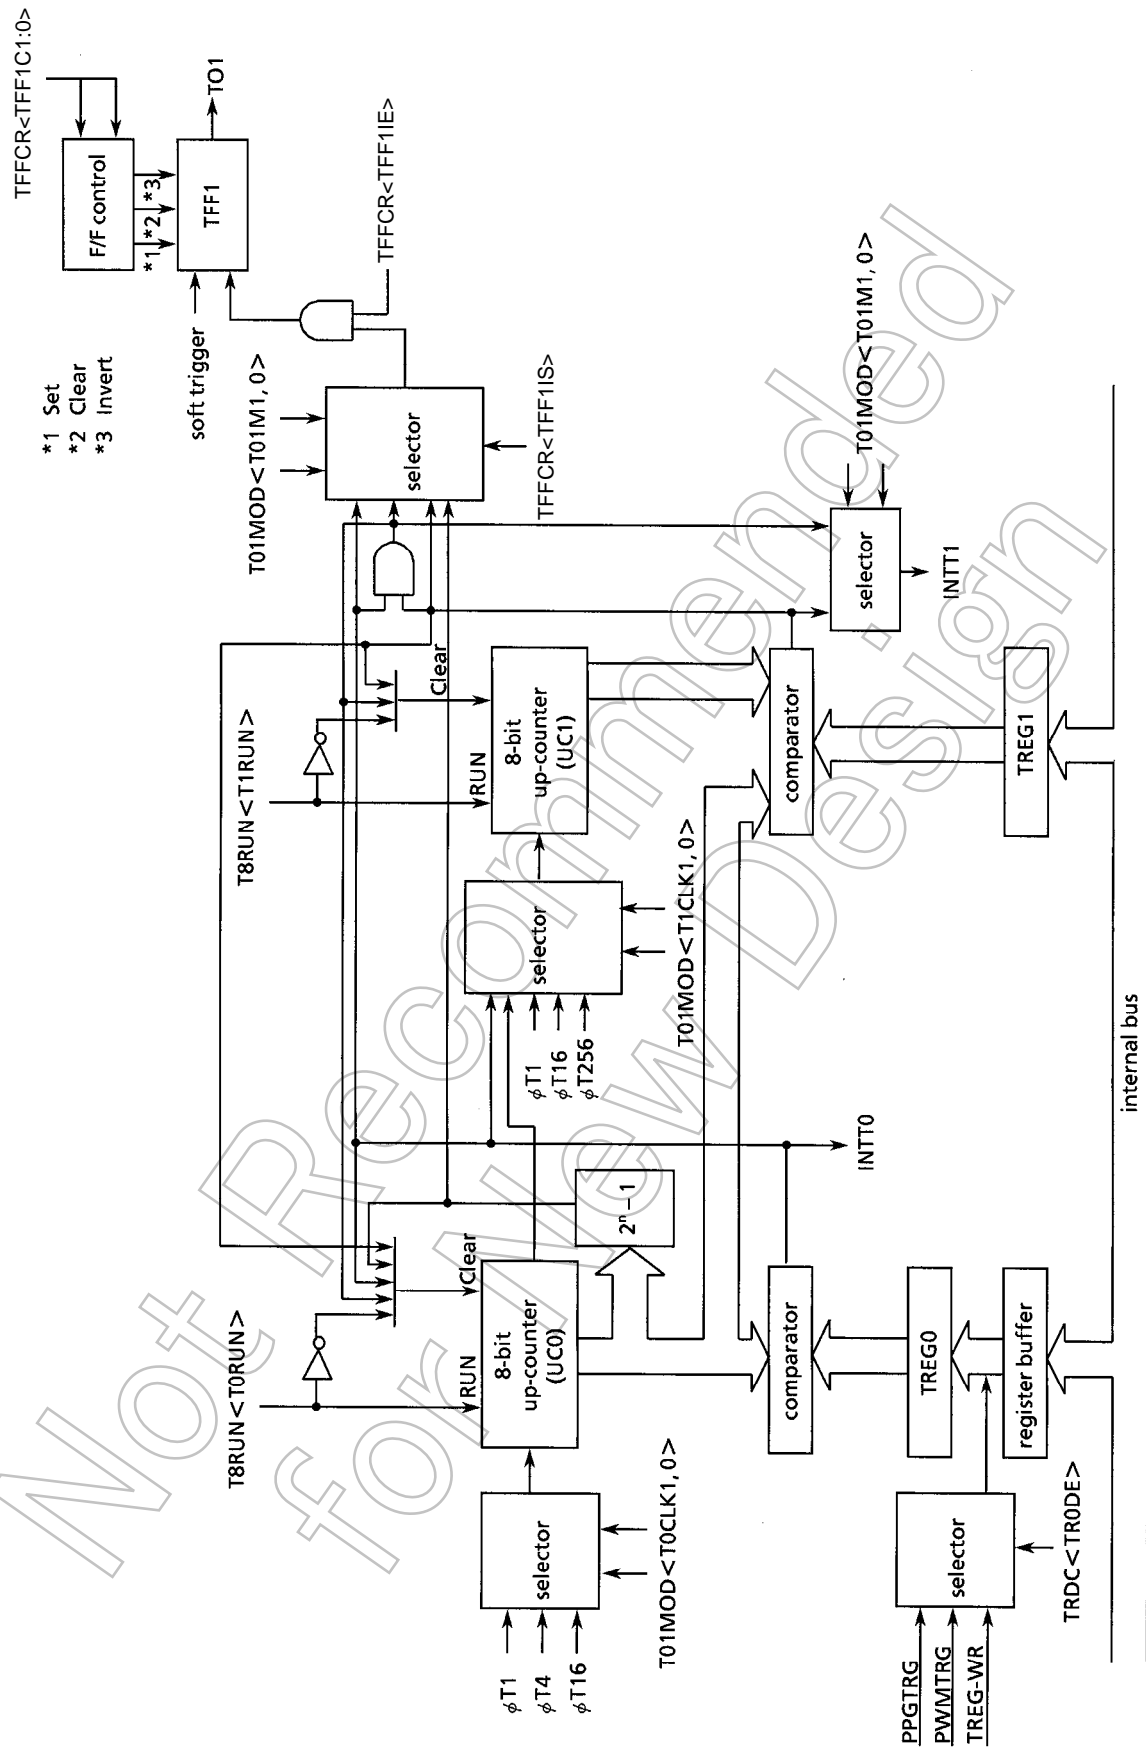 TFFCR<TFF1C1:0>
F/F control
*1 *2 *3
TFF1
TO1
soft trigger
*1 Set
*2 Clear
*3 Invert
TFFCR<TFF1IE>
T01MOD<T01M1, 0>
selector
TFFCR<TFF1IS>
T01MOD<T01M1, 0>
selector
INTT1
T8RUN<T1RUN>
Clear
RUN
8-bit
up-counter
(UC1)
comparator
TREG1
selector
T01MOD<T1CLK1, 0>
φT1
φT16
φT256
INTT0
2ⁿ – 1
internal bus
T8RUN<T0RUN>
Clear
RUN
8-bit
up-counter
(UC0)
comparator
TREG0
register buffer
selector
T01MOD<T0CLK1, 0>
φT1
φT4
φT16
selector
TRDC<TR0DE>
PPGTRG
PWMTRG
TREG-WR
Not Recommended
for New Design